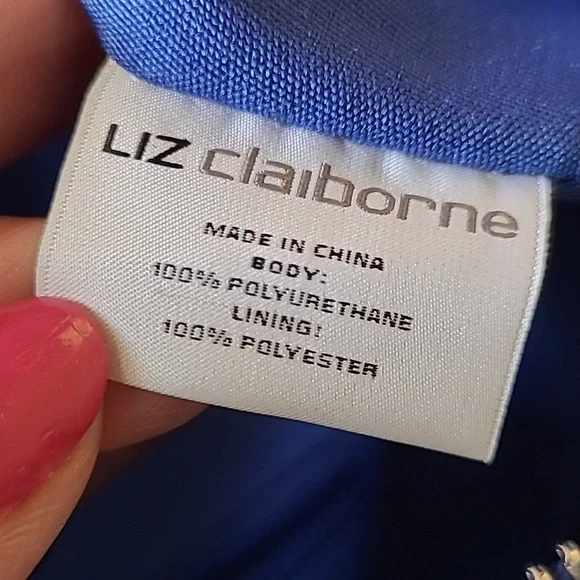 LIZ claiborne
MADE IN CHINA
BODY:
100% POLYURETHANE
LINING:
100% POLYESTER